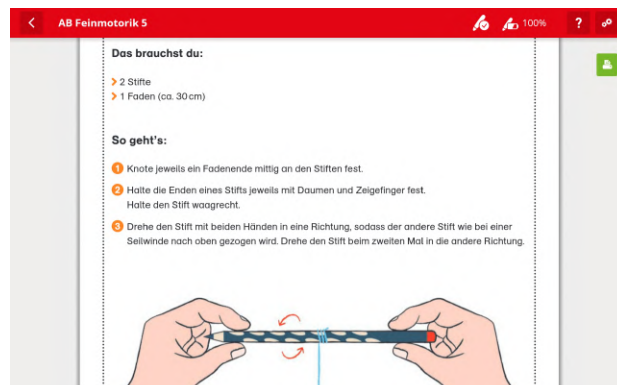 AB Feinmotorik 5
100%
?
Das brauchst du:
2 Stifte
1 Faden (ca. 30 cm)
So geht's:
1 Knote jeweils ein Fadenende mittig an den Stiften fest.
2 Halte die Enden eines Stifts jeweils mit Daumen und Zeigefinger fest.
Halte den Stift waagrecht.
3 Drehe den Stift mit beiden Händen in eine Richtung, sodass der andere Stift wie bei einer
Seilwinde nach oben gezogen wird. Drehe den Stift beim zweiten Mal in die andere Richtung.